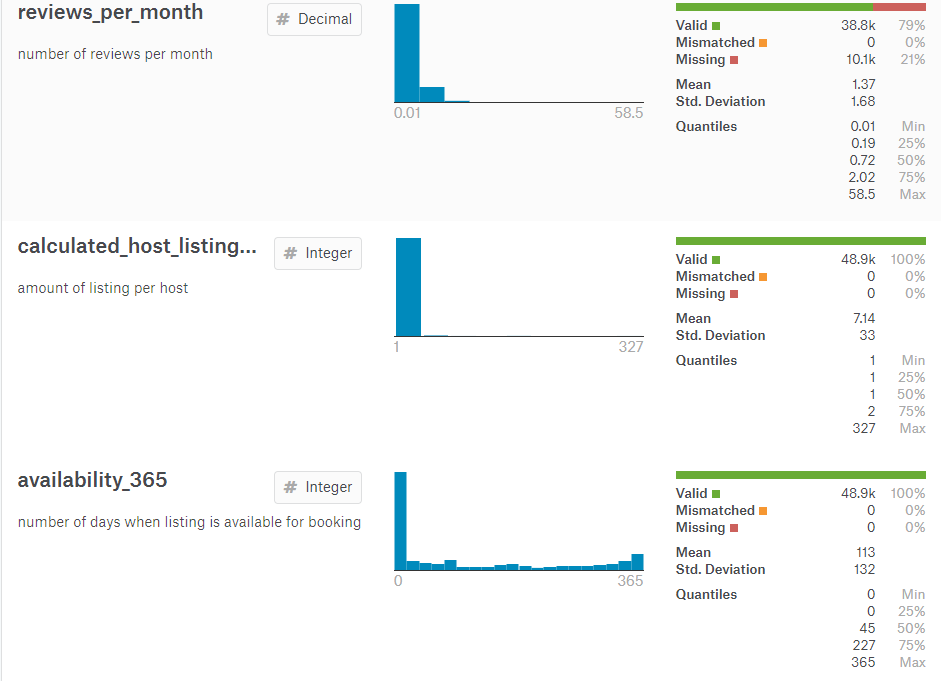 reviews_per_month
# Decimal
number of reviews per month
0.01 58.5
Valid 38.8k 79%
Mismatched 0 0%
Missing 10.1k 21%
Mean 1.37
Std. Deviation 1.68
Quantiles 0.01 Min
0.19 25%
0.72 50%
2.02 75%
58.5 Max
calculated_host_listing...
# Integer
amount of listing per host
1 327
Valid 48.9k 100%
Mismatched 0 0%
Missing 0 0%
Mean 7.14
Std. Deviation 33
Quantiles 1 Min
1 25%
1 50%
2 75%
327 Max
availability_365
# Integer
number of days when listing is available for booking
0 365
Valid 48.9k 100%
Mismatched 0 0%
Missing 0 0%
Mean 113
Std. Deviation 132
Quantiles 0 Min
0 25%
45 50%
227 75%
365 Max